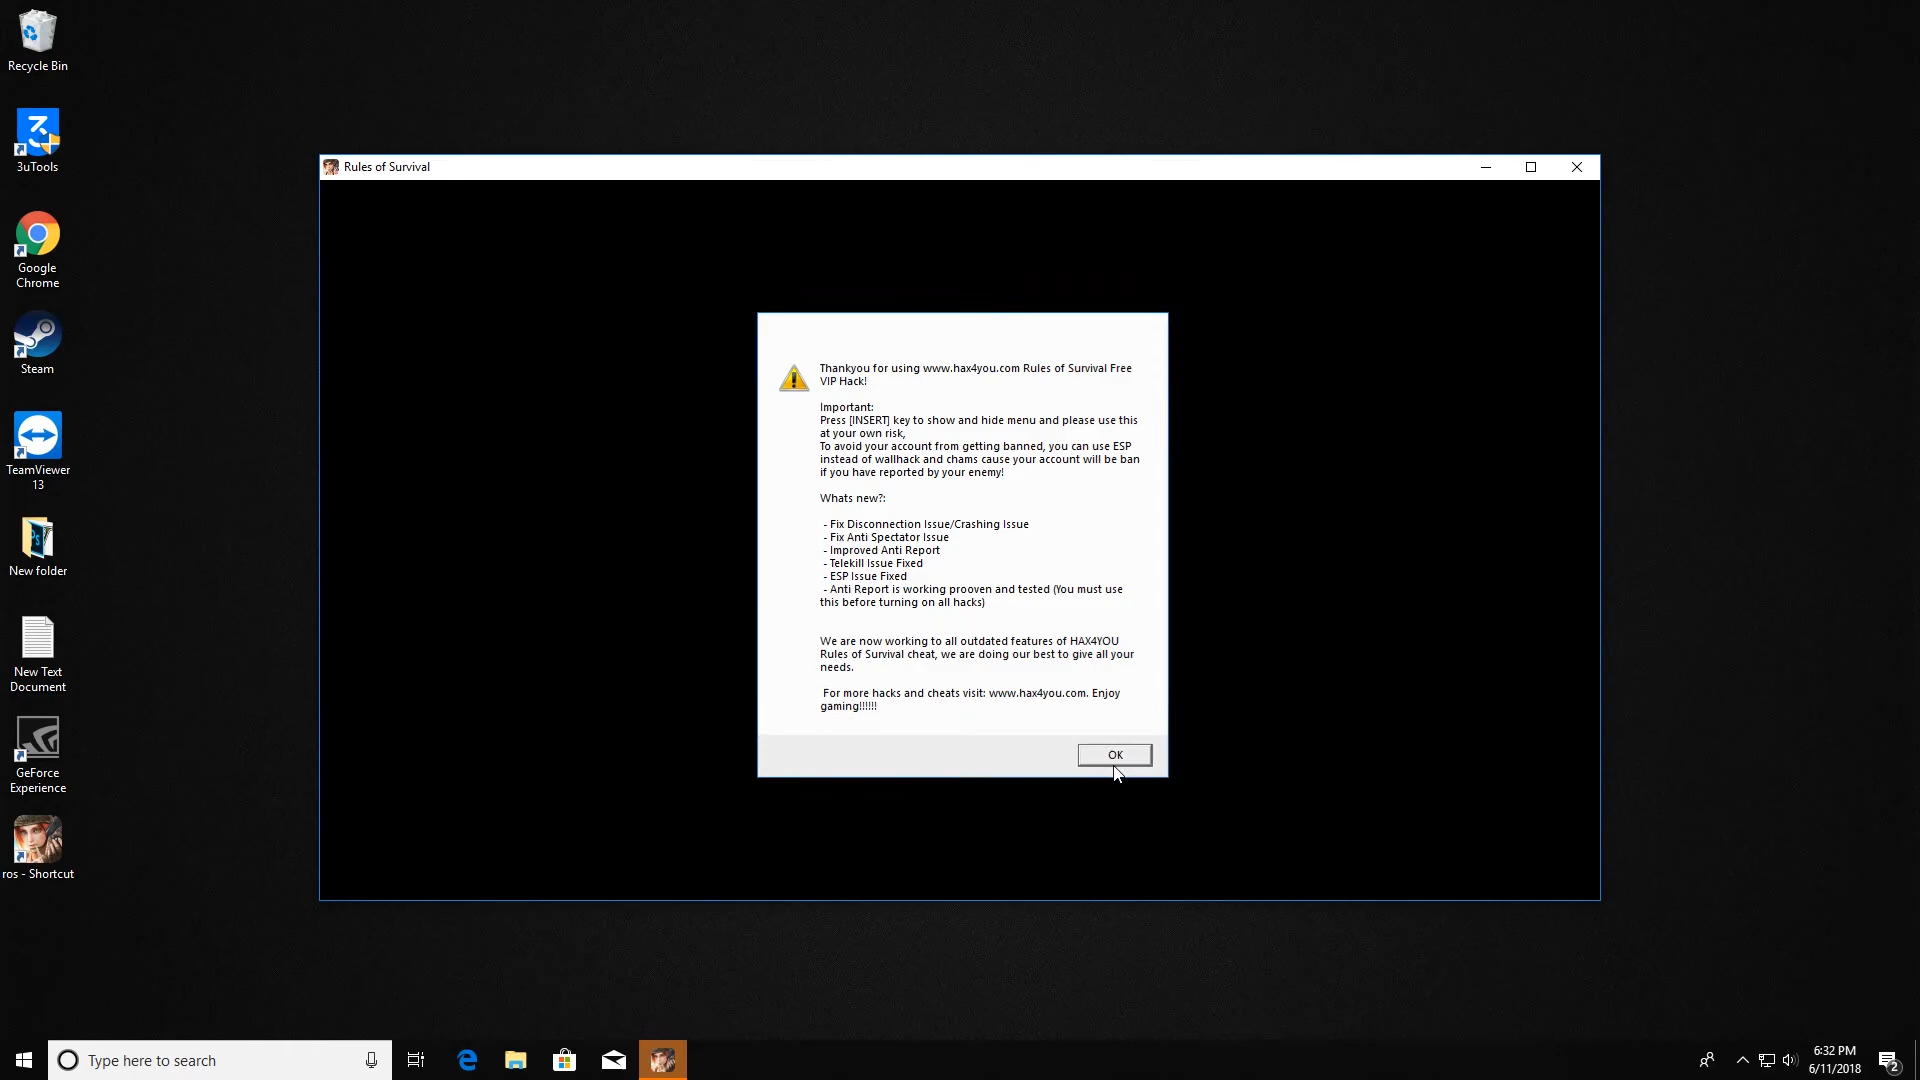 Recycle Bin
3uTools
Google
Chrome
Steam
TeamViewer
13
New folder
New Text
Document
GeForce
Experience
ros - Shortcut
Rules of Survival
Thankyou for using www.hax4you.com Rules of Survival Free
VIP Hack!
Important:
Press [INSERT] key to show and hide menu and please use this
at your own risk,
To avoid your account from getting banned, you can use ESP
instead of wallhack and chams cause your account will be ban
if you have reported by your enemy!
Whats new?:
- Fix Disconnection Issue/Crashing Issue
- Fix Anti Spectator Issue
- Improved Anti Report
- Telekill Issue Fixed
- ESP Issue Fixed
- Anti Report is working prooven and tested (You must use
this before turning on all hacks)
We are now working to all outdated features of HAX4YOU
Rules of Survival cheat, we are doing our best to give all your
needs.
For more hacks and cheats visit: www.hax4you.com. Enjoy
gaming!!!!!!
OK
Type here to search
6:32 PM
6/11/2018
2